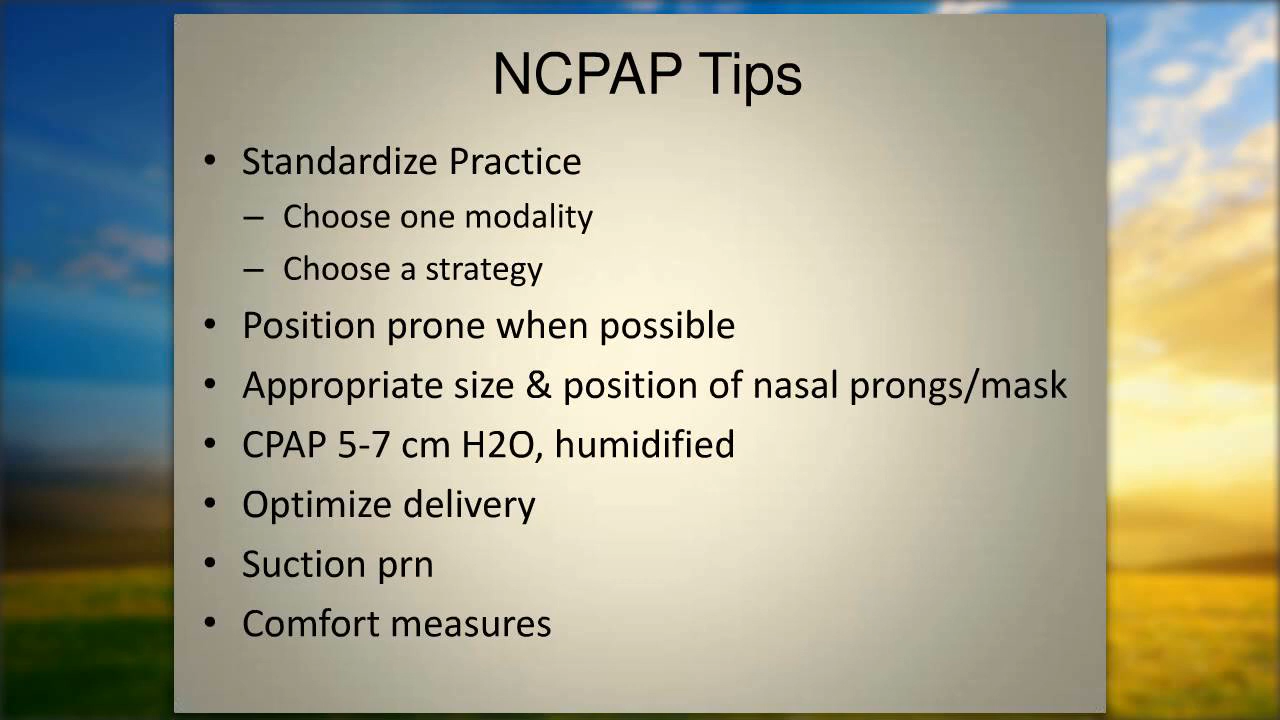 NCPAP Tips
• Standardize Practice
– Choose one modality
– Choose a strategy
• Position prone when possible
• Appropriate size & position of nasal prongs/mask
• CPAP 5-7 cm H2O, humidified
• Optimize delivery
• Suction prn
• Comfort measures